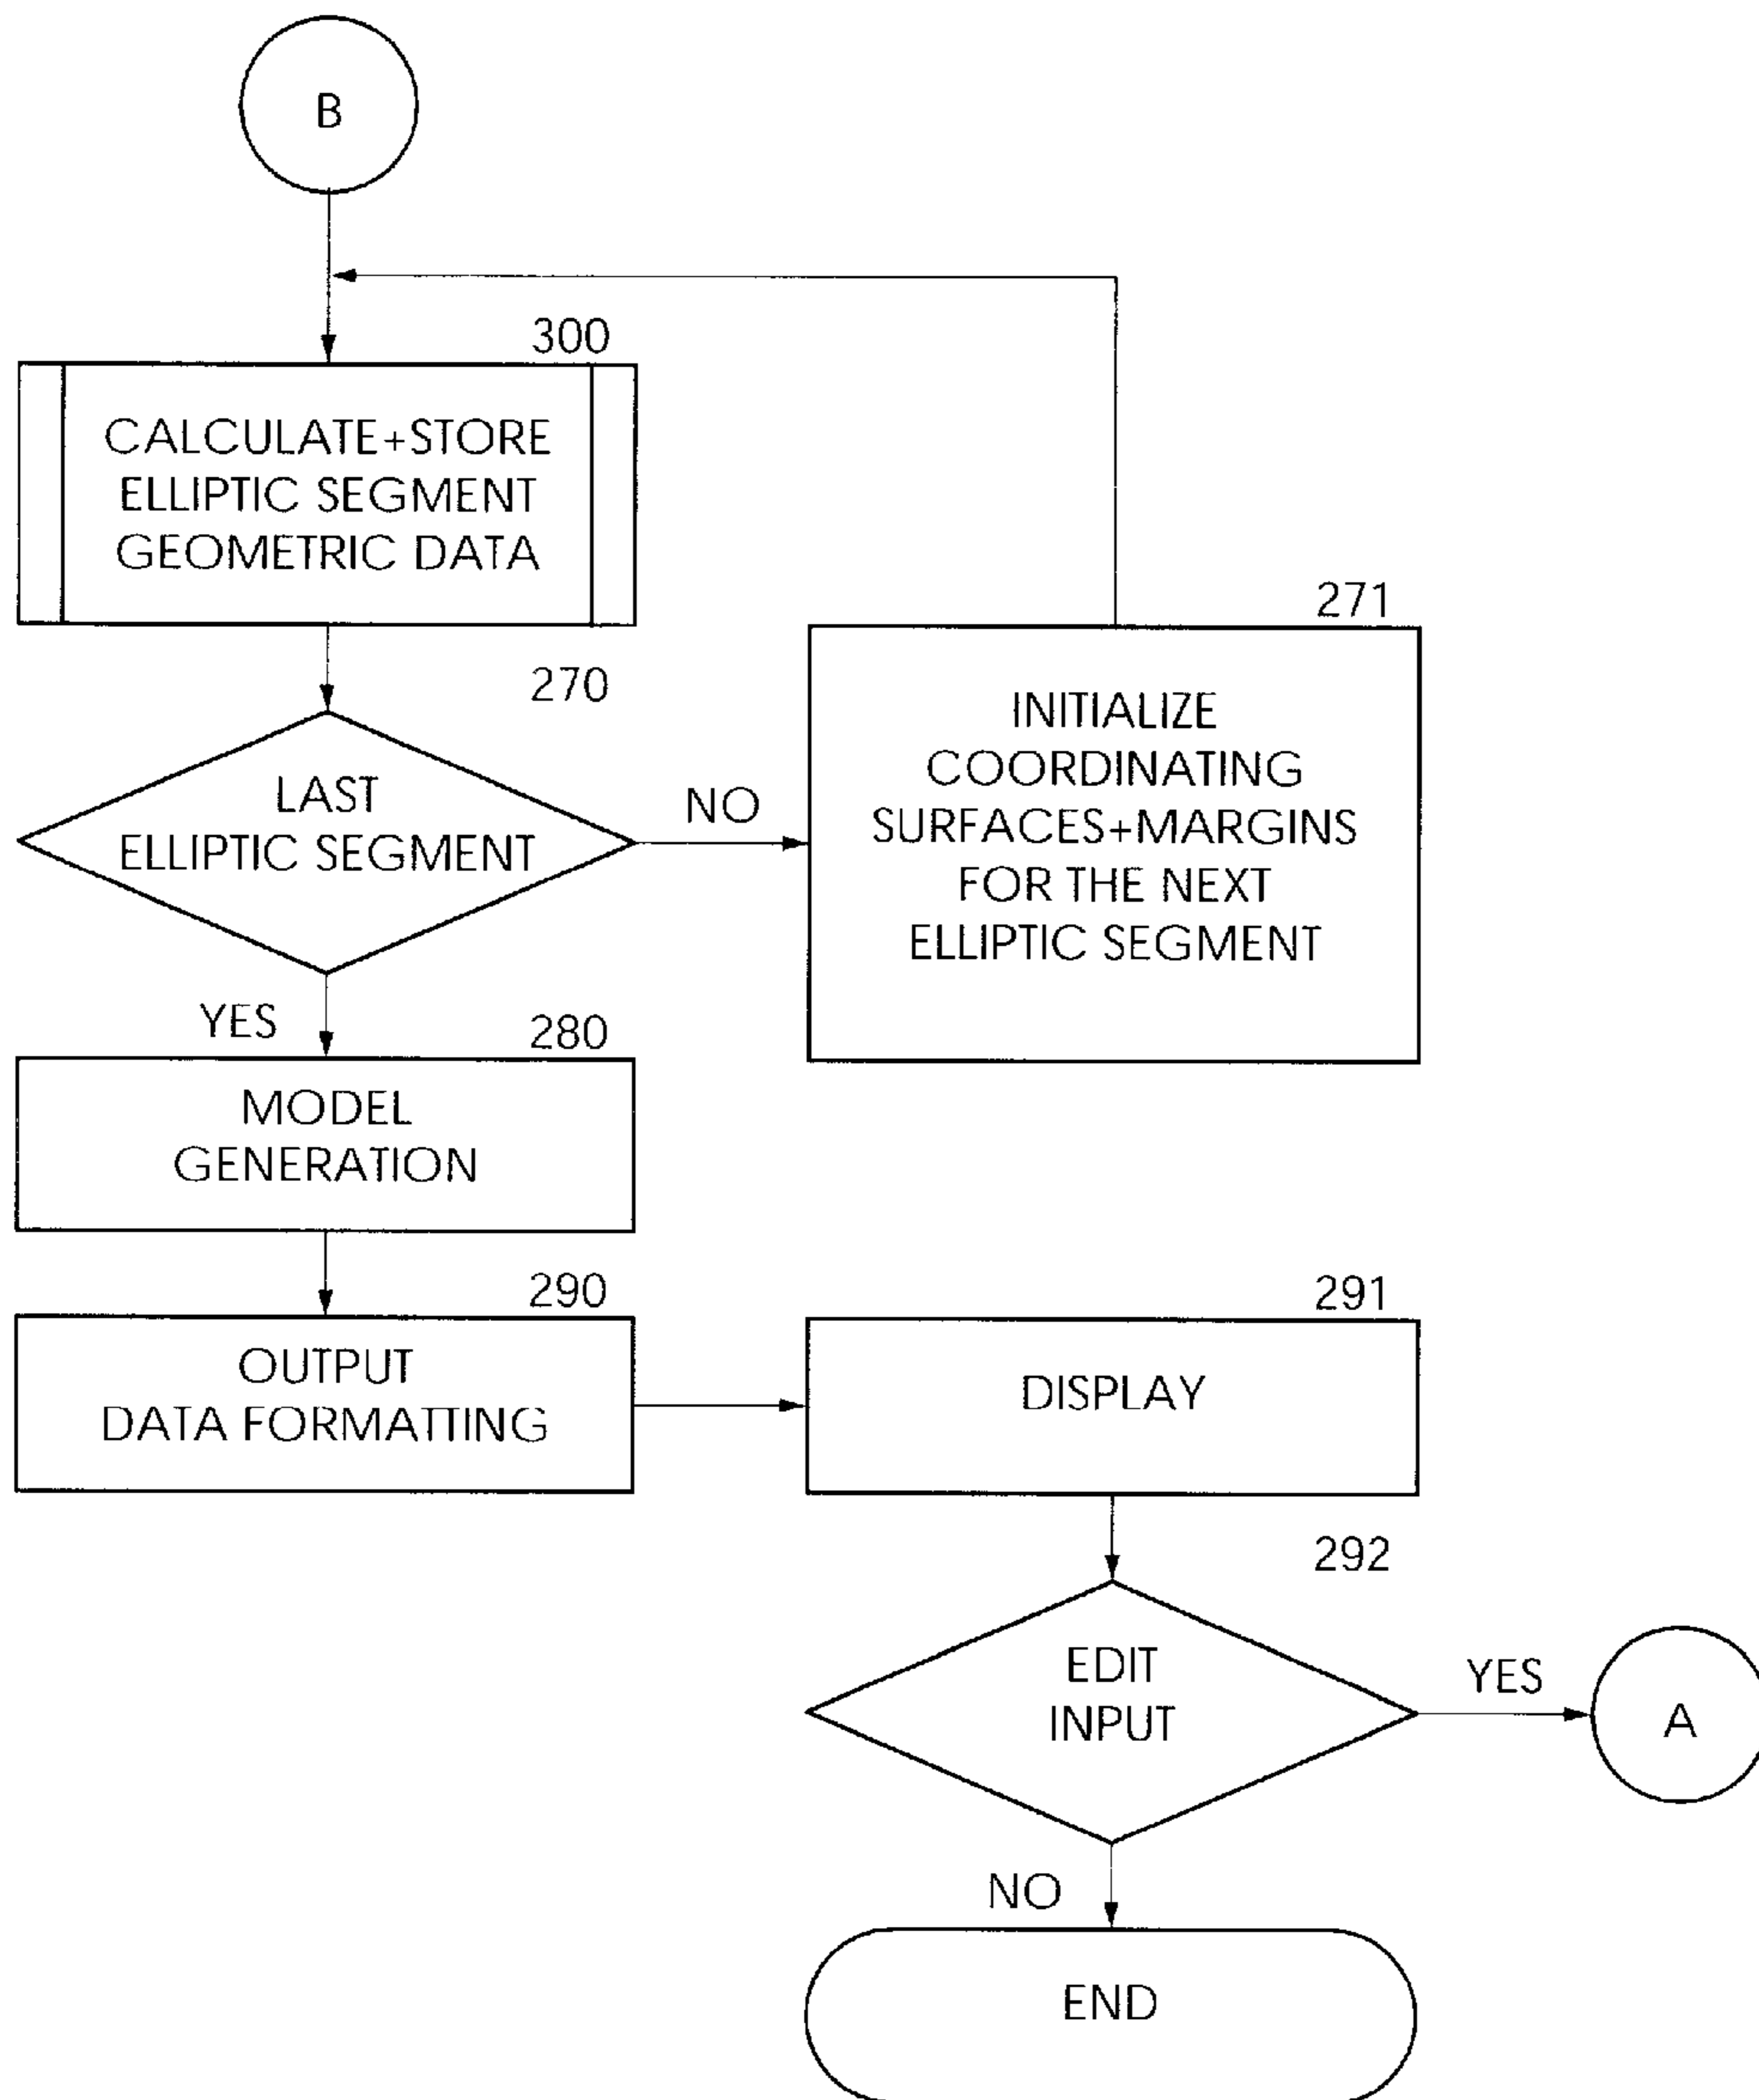 B
300
CALCULATE+STORE
ELLIPTIC SEGMENT
GEOMETRIC DATA
270
LAST
ELLIPTIC SEGMENT
NO
271
INITIALIZE
COORDINATING
SURFACES+MARGINS
FOR THE NEXT
ELLIPTIC SEGMENT
YES
280
MODEL
GENERATION
290
OUTPUT
DATA FORMATTING
291
DISPLAY
292
EDIT
INPUT
YES
A
NO
END